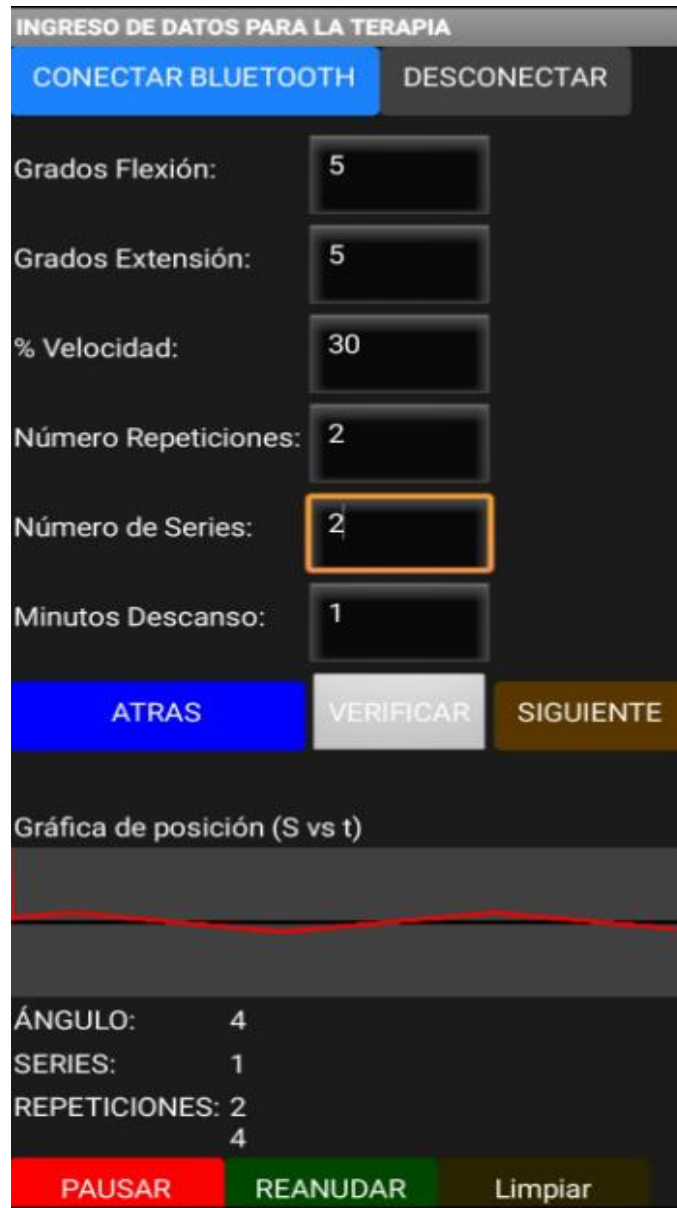 INGRESO DE DATOS PARA LA TERAPIA
CONECTAR BLUETOOTH DESCONECTAR
Grados Flexión: 5
Grados Extensión: 5
% Velocidad: 30
Número Repeticiones: 2
Número de Series: 2
Minutos Descanso: 1
ATRAS VERIFICAR SIGUIENTE
Gráfica de posición (S vs t)
ÁNGULO: 4
SERIES: 1
REPETICIONES: 2
4
PAUSAR REANUDAR Limpiar